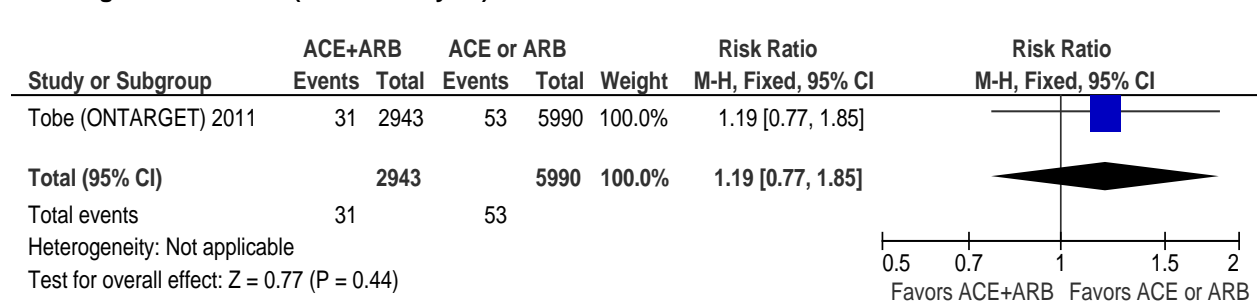 ACE+ARB ACE or ARB Risk Ratio Risk Ratio
Study or Subgroup Events Total Events Total Weight M-H, Fixed, 95% CI M-H, Fixed, 95% CI
Tobe (ONTARGET) 2011 31 2943 53 5990 100.0% 1.19 [0.77, 1.85]
Total (95% CI) 2943 5990 100.0% 1.19 [0.77, 1.85]
Total events 31 53
Heterogeneity: Not applicable
Test for overall effect: Z = 0.77 (P = 0.44)
0.5 0.7 1 1.5 2
Favors ACE+ARB Favors ACE or ARB